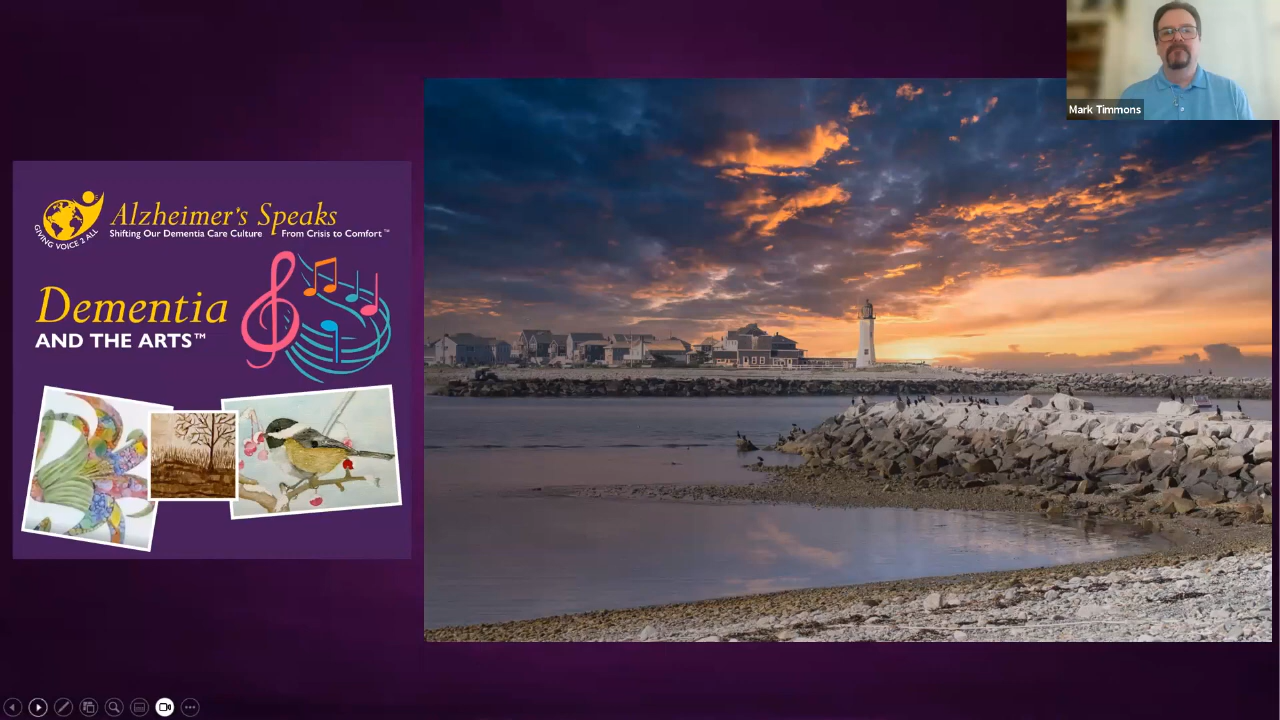 Mark Timmons
Alzheimer's Speaks
Shifting Our Dementia Care Culture From Crisis to Comfort™
GIVING VOICE 2 ALL
Dementia
AND THE ARTS™